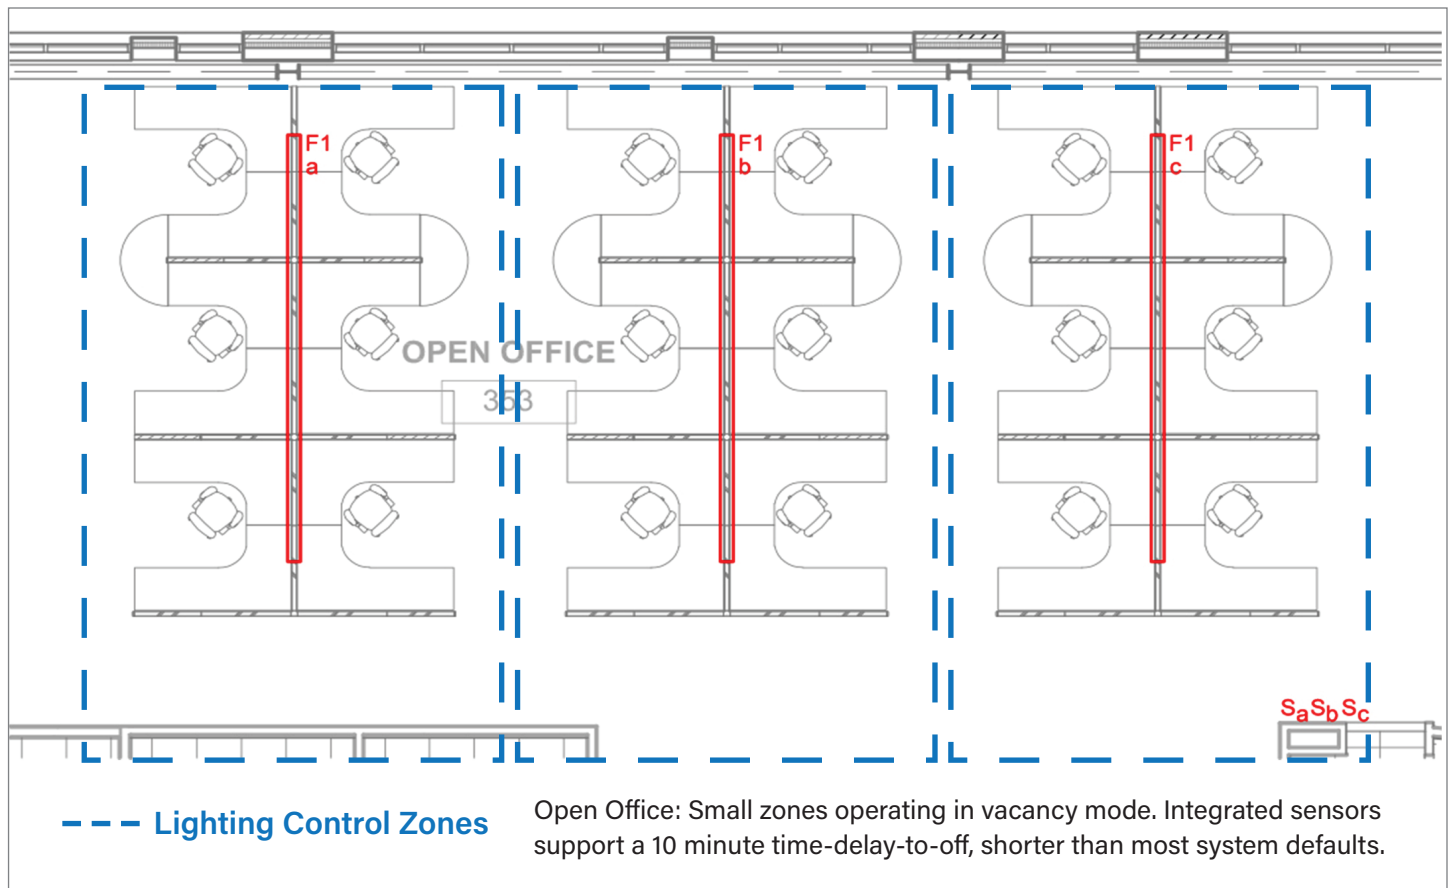 F1
a
F1
b
F1
c
OPEN OFFICE
353
SaSbSc
Lighting Control Zones
Open Office: Small zones operating in vacancy mode. Integrated sensors
support a 10 minute time-delay-to-off, shorter than most system defaults.